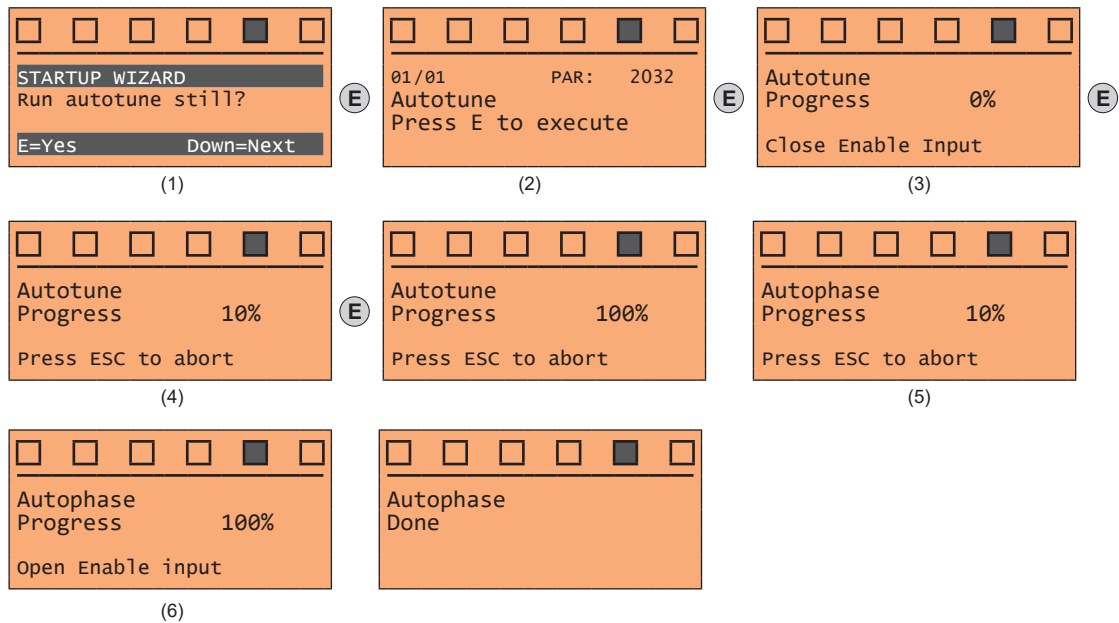 STARTUP WIZARD
Run autotune still?
E=Yes Down=Next
(1)
E
01/01 PAR: 2032
Autotune
Press E to execute
(2)
E
Autotune
Progress 0%
Close Enable Input
(3)
E
Autotune
Progress 10%
Press ESC to abort
(4)
E
Autotune
Progress 100%
Press ESC to abort
Autophase
Progress 10%
Press ESC to abort
(5)
Autophase
Progress 100%
Open Enable input
(6)
Autophase
Done